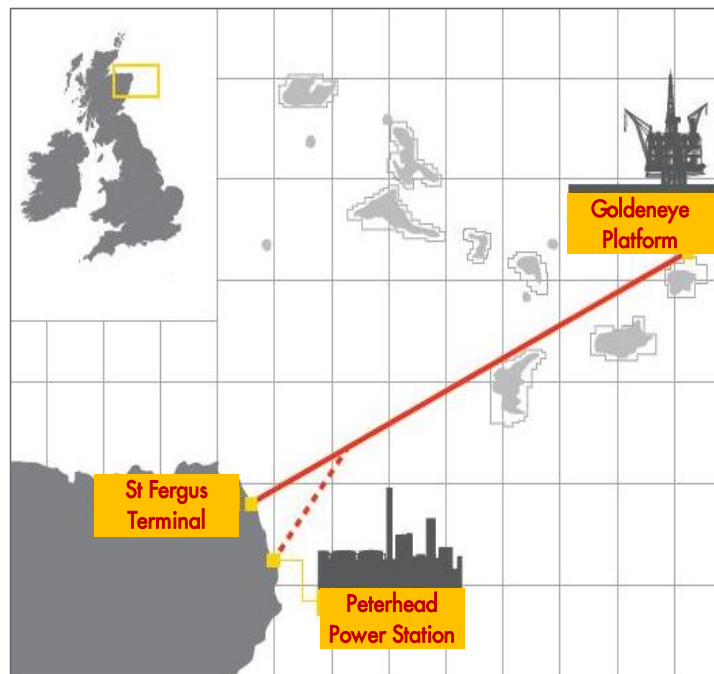 Goldeneye
Platform
St Fergus
Terminal
Peterhead
Power Station